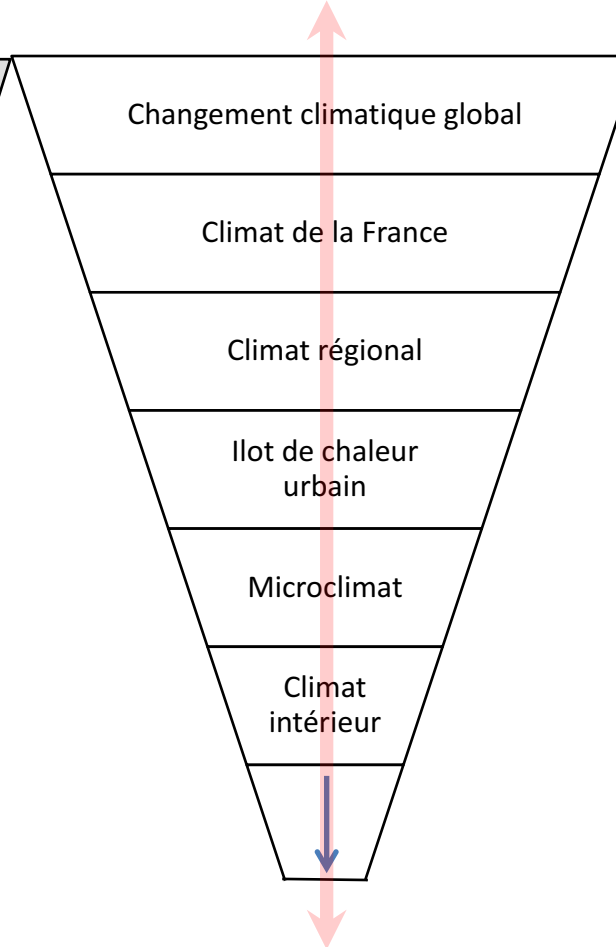 Changement climatique global
Climat de la France
Climat régional
Ilot de chaleur
urbain
Microclimat
Climat
intérieur